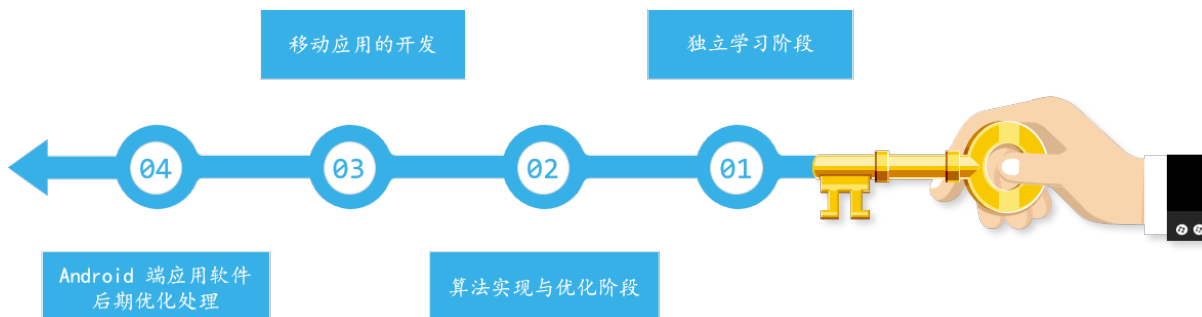 移动应用的开发
独立学习阶段
04
03
02
01
Android 端应用软件
后期优化处理
算法实现与优化阶段